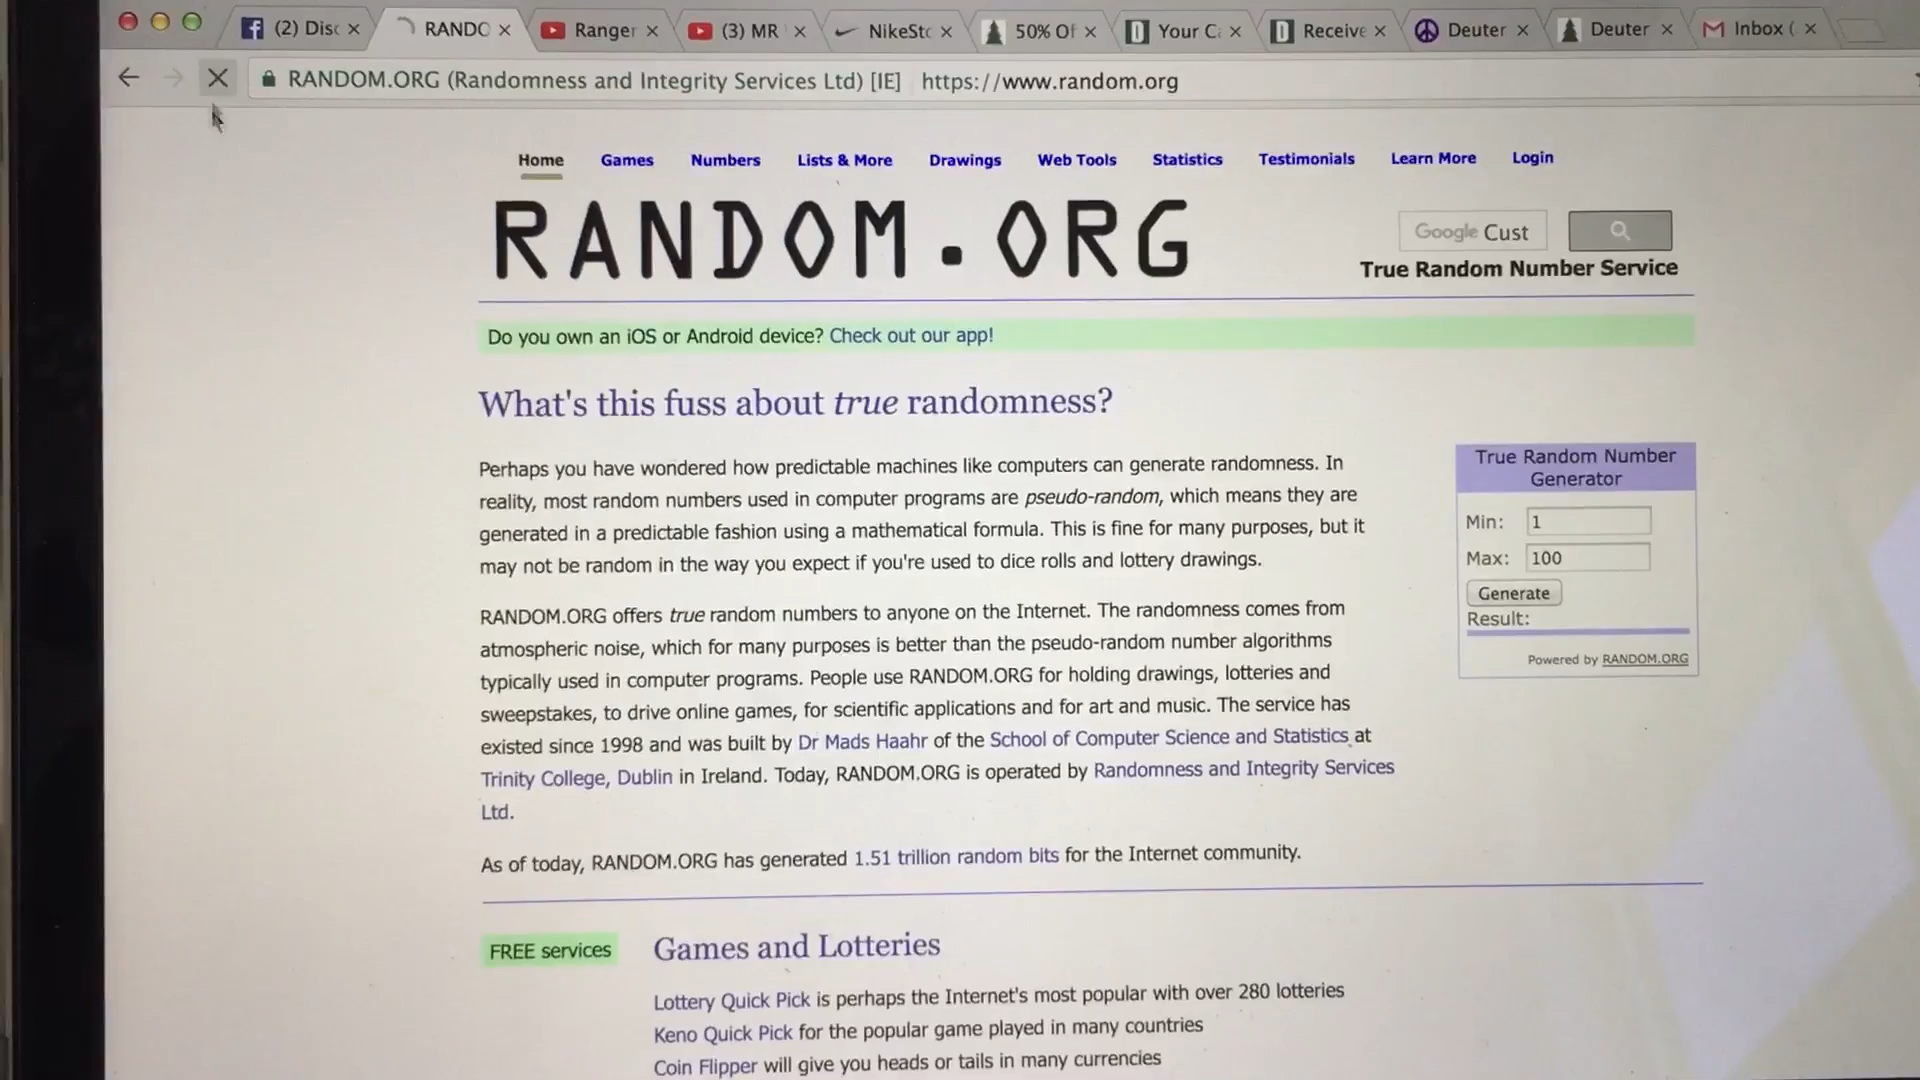 (2) Disc
RANDO
Ranger
(3) MR
NikeSto
50% Of
Your Ca
Receive
Deuter
Deuter
Inbox (
RANDOM.ORG (Randomness and Integrity Services Ltd) [IE] https://www.random.org
Home Games Numbers Lists & More Drawings Web Tools Statistics Testimonials Learn More Login
RANDOM.ORG
Google Cust
True Random Number Service
Do you own an iOS or Android device? Check out our app!
What's this fuss about true randomness?
Perhaps you have wondered how predictable machines like computers can generate randomness. In
reality, most random numbers used in computer programs are pseudo-random, which means they are
generated in a predictable fashion using a mathematical formula. This is fine for many purposes, but it
may not be random in the way you expect if you're used to dice rolls and lottery drawings.
RANDOM.ORG offers true random numbers to anyone on the Internet. The randomness comes from
atmospheric noise, which for many purposes is better than the pseudo-random number algorithms
typically used in computer programs. People use RANDOM.ORG for holding drawings, lotteries and
sweepstakes, to drive online games, for scientific applications and for art and music. The service has
existed since 1998 and was built by Dr Mads Haahr of the School of Computer Science and Statistics at
Trinity College, Dublin in Ireland. Today, RANDOM.ORG is operated by Randomness and Integrity Services
Ltd.
As of today, RANDOM.ORG has generated 1.51 trillion random bits for the Internet community.
True Random Number
Generator
Min: 1
Max: 100
Generate
Result:
Powered by RANDOM.ORG
FREE services
Games and Lotteries
Lottery Quick Pick is perhaps the Internet's most popular with over 280 lotteries
Keno Quick Pick for the popular game played in many countries
Coin Flipper will give you heads or tails in many currencies